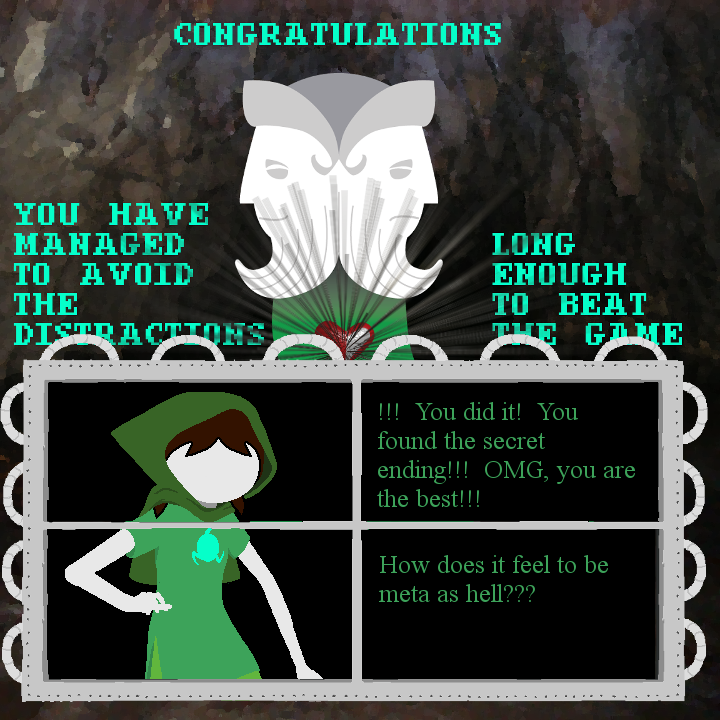 CONGRATULATIONS
YOU HAVE
MANAGED
TO AVOID
THE
DISTRACTIONS
LONG
ENOUGH
TO BEAT
THE GAME
!!! You did it! You
found the secret
ending!!! OMG, you are
the best!!!
How does it feel to be
meta as hell???